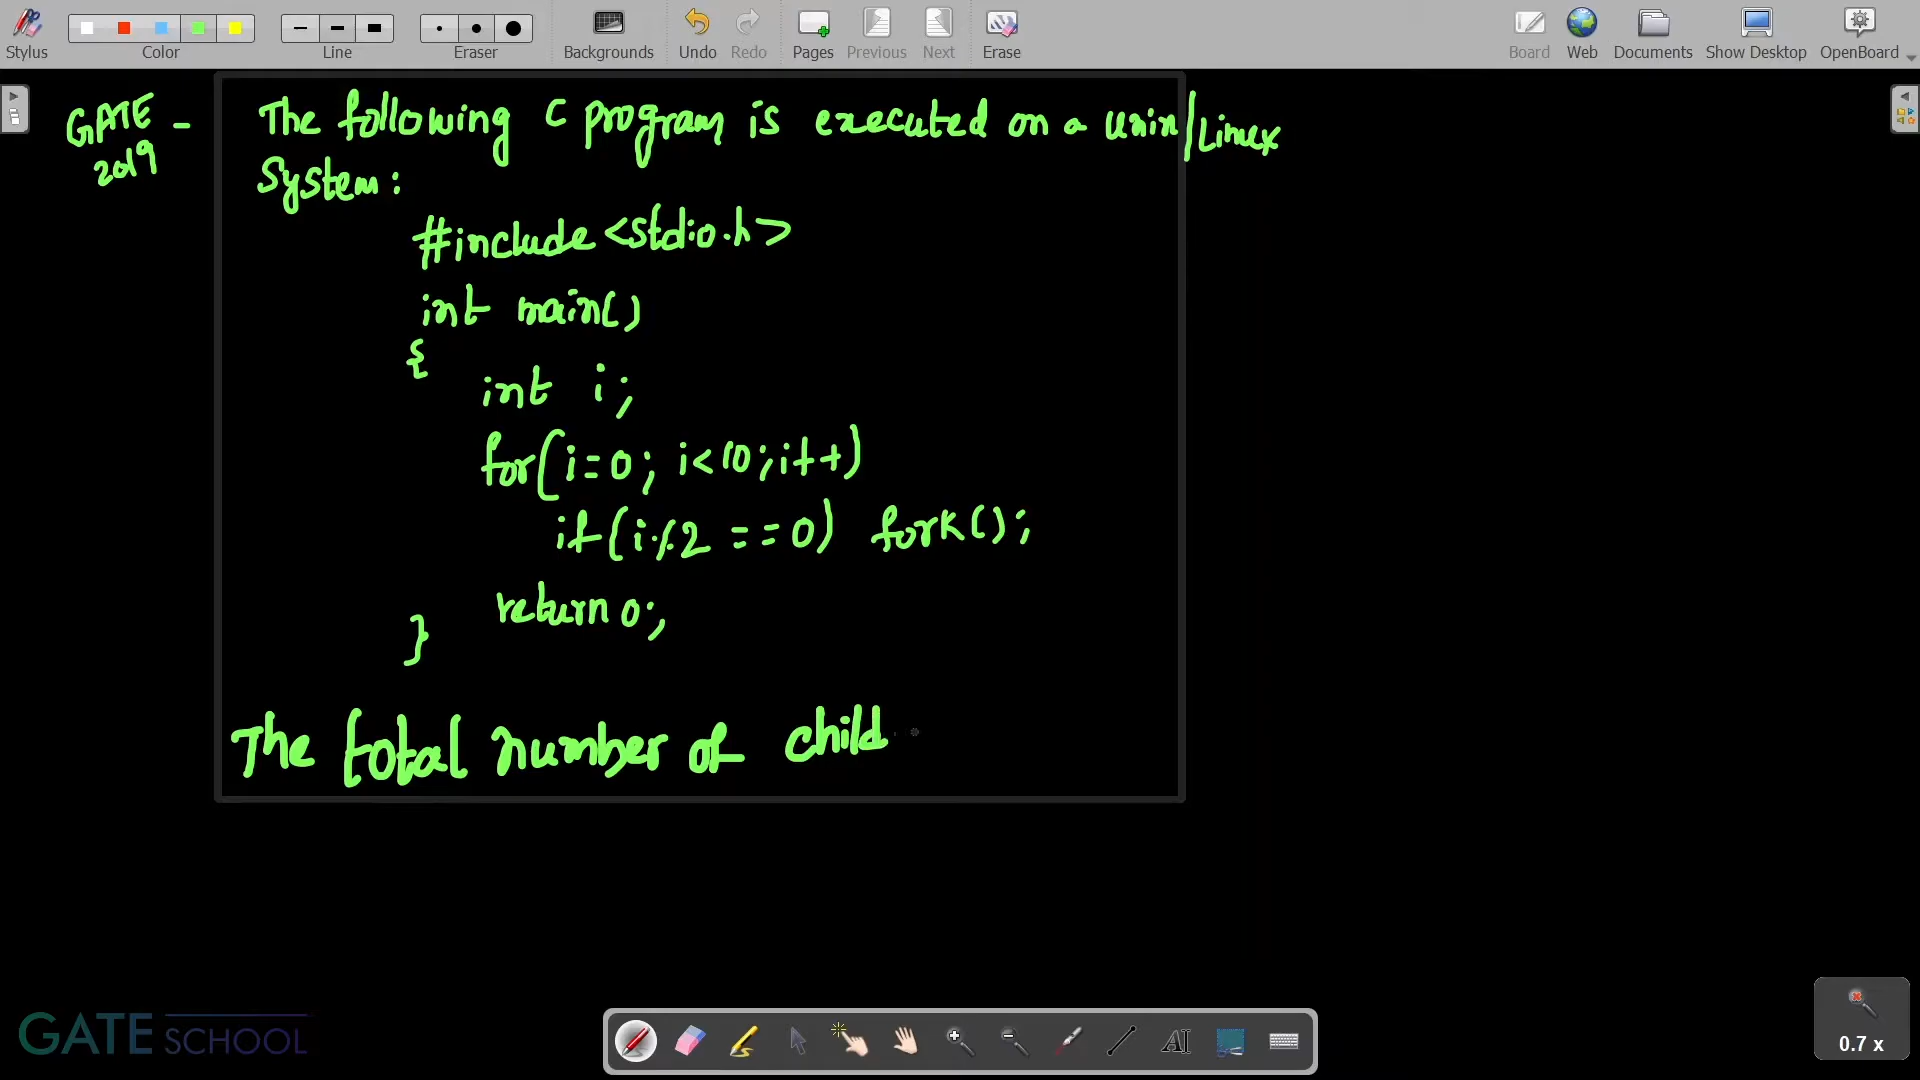 Stylus
Color
Line
Eraser
Backgrounds
Undo
Redo
Pages
Previous
Next
Erase
Board
Web
Documents
Show Desktop
OpenBoard
GATE - 2019
The following C program is executed on a unix/Linux
System:
#include <stdio.h>
int main()
{
int i;
for(i=0; i<10; i++)
if(i%2 == 0) fork();
return 0;
}
The total number of child
GATE SCHOOL
AI
0.7 x